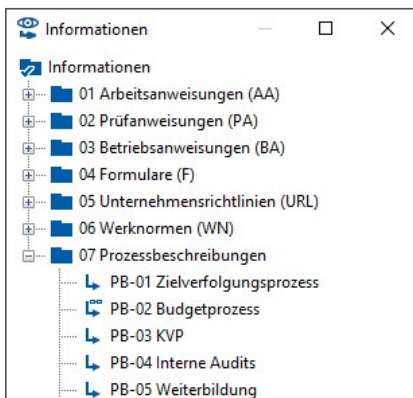 Informationen
Informationen
01 Arbeitsanweisungen (AA)
02 Prüfanweisungen (PA)
03 Betriebsanweisungen (BA)
04 Formulare (F)
05 Unternehmensrichtlinien (URL)
06 Werknormen (WN)
07 Prozessbeschreibungen
PB-01 Zielverfolgungsprozess
PB-02 Budgetprozess
PB-03 KVP
PB-04 Interne Audits
PB-05 Weiterbildung